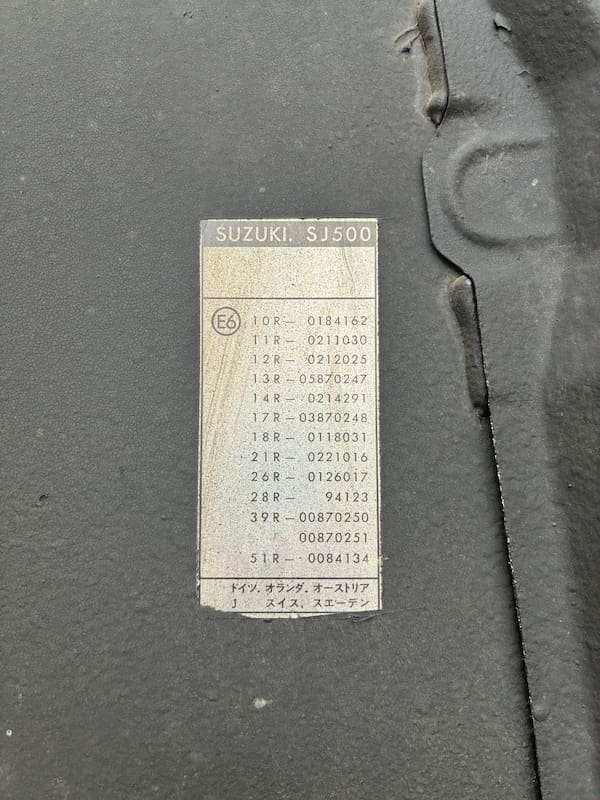 SUZUKI. SJ500
E6 10R — 0184162
11R — 0211030
12R — 0212025
13R — 05870247
14R — 0214291
17R — 03870248
18R — 0118031
21R — 0221016
26R — 0126017
28R — 94123
39R — 00870250
00870251
51R — 0084134
ドイツ. オランダ. オーストリア
J スイス. スエーデン